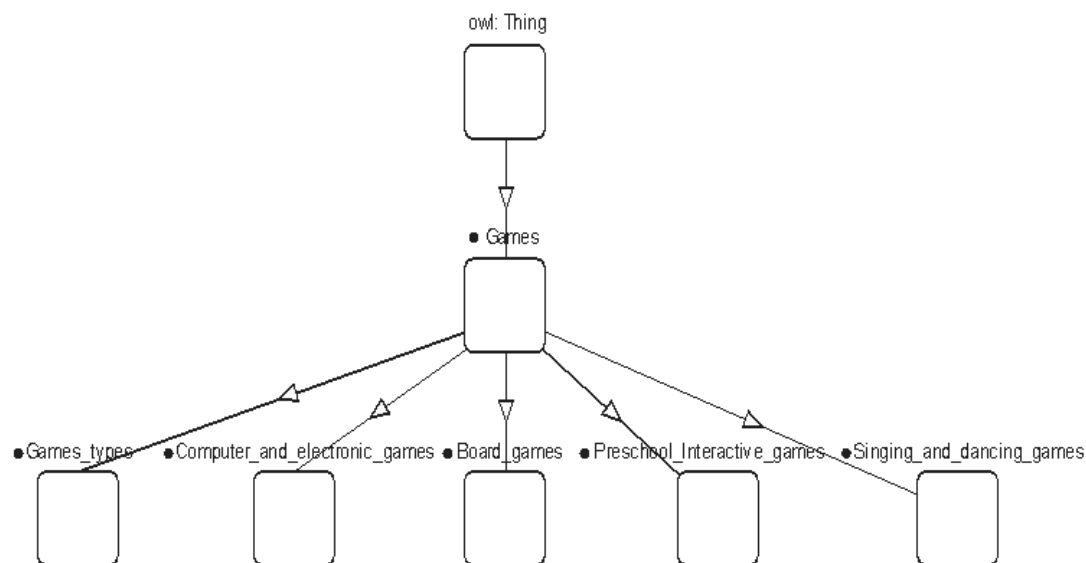 owl: Thing
• Games
• Games_types
• Computer_and_electronic_games
• Board_games
• Preschool_Interactive_games
• Singing_and_dancing_games